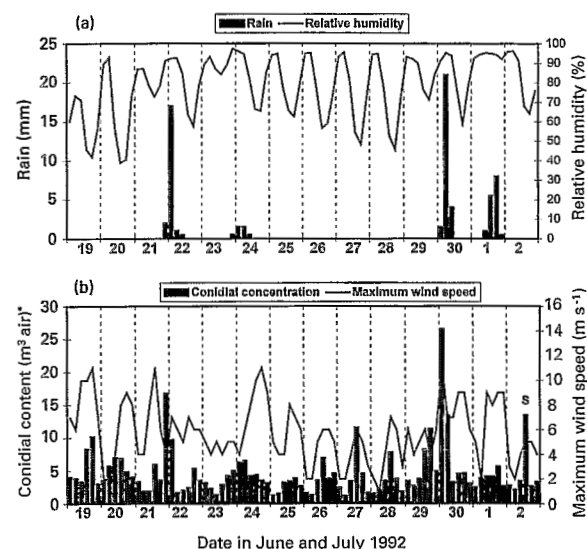 (a)
Rain
Relative humidity
Rain (mm)
25
20
15
10
5
0
Relative humidity (%)
100
90
80
70
60
50
40
30
20
10
0
19 20 21 22 23 24 25 26 27 28 29 30 1 2
(b)
Conidial concentration
Maximum wind speed
Conidial content (m³ air)*
30
25
20
15
10
5
0
Maximum wind speed (m s⁻¹)
16
14
12
10
8
6
4
2
0
S
19 20 21 22 23 24 25 26 27 28 29 30 1 2
Date in June and July 1992